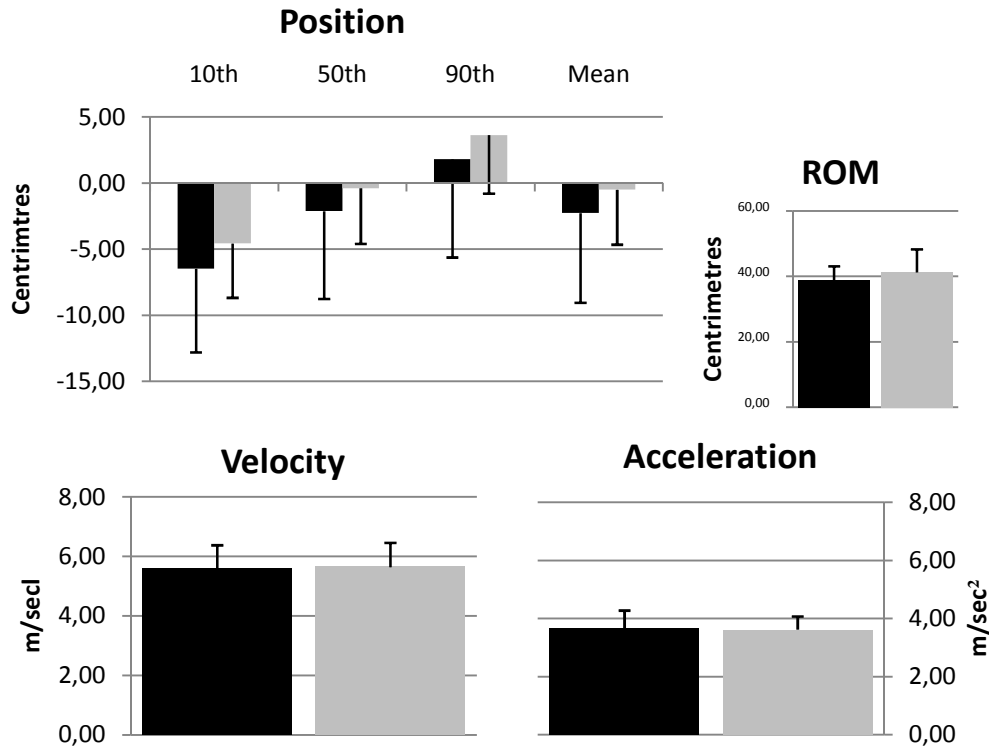 Position
10th 50th 90th Mean
5,00
0,00
-5,00
-10,00
-15,00
Centrimtres
ROM
60,00
40,00
20,00
0,00
Centrimetres
Velocity
8,00
6,00
4,00
2,00
0,00
m/secl
Acceleration
8,00
6,00
4,00
2,00
0,00
m/sec²